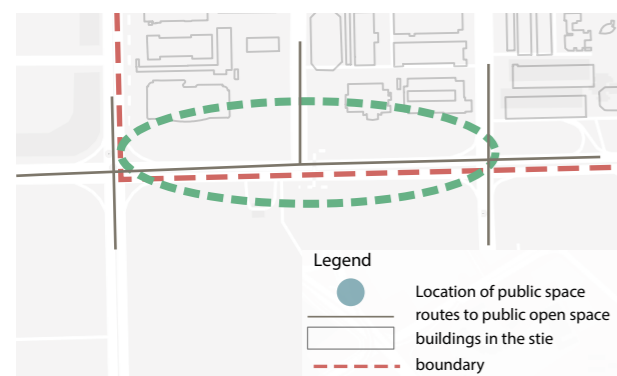 Legend
Location of public space
routes to public open space
buildings in the stie
boundary